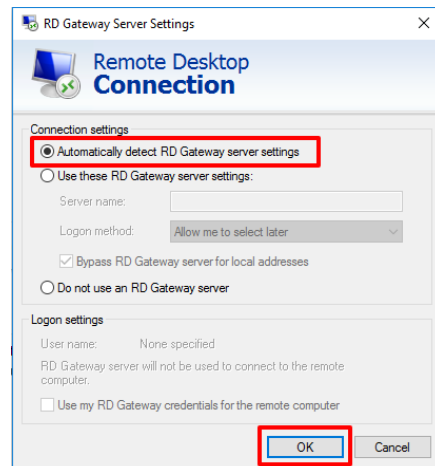 RD Gateway Server Settings
Remote Desktop
Connection
Connection settings
Automatically detect RD Gateway server settings
Use these RD Gateway server settings:
Server name:
Logon method: Allow me to select later
Bypass RD Gateway server for local addresses
Do not use an RD Gateway server
Logon settings
User name: None specified
RD Gateway server will not be used to connect to the remote
computer.
Use my RD Gateway credentials for the remote computer
OK Cancel